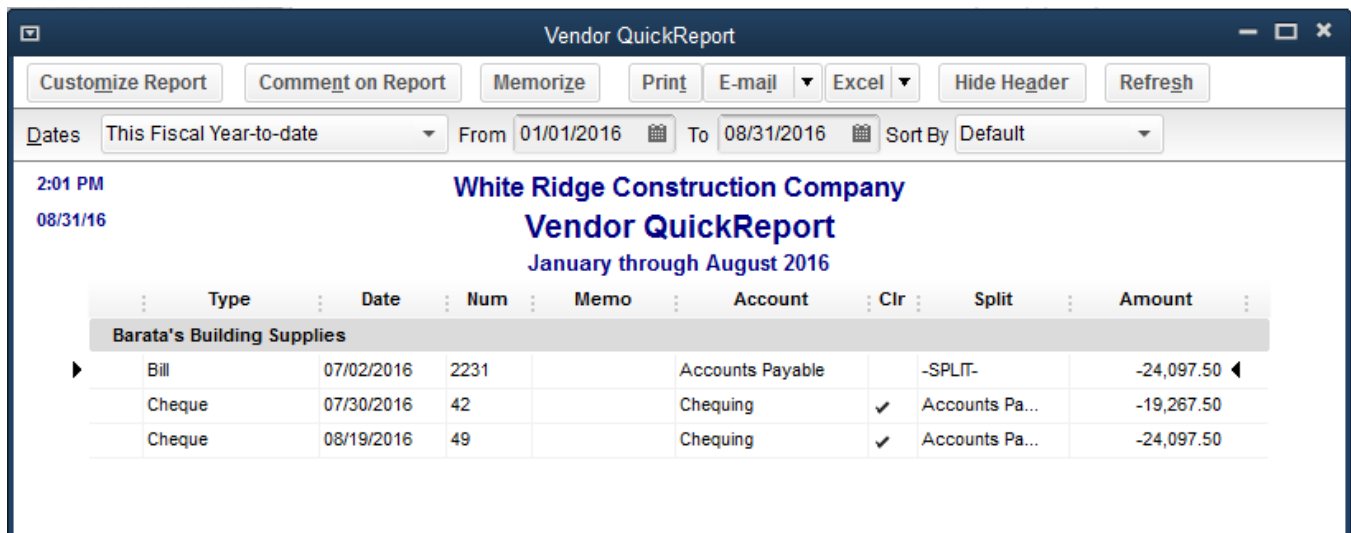 Vendor QuickReport
Customize Report Comment on Report Memorize Print E-mail Excel Hide Header Refresh
Dates This Fiscal Year-to-date From 01/01/2016 To 08/31/2016 Sort By Default
2:01 PM White Ridge Construction Company
08/31/16 Vendor QuickReport
January through August 2016
Type Date Num Memo Account Clr Split Amount
Barata's Building Supplies
Bill 07/02/2016 2231 Accounts Payable -SPLIT- -24,097.50
Cheque 07/30/2016 42 Chequing ✓ Accounts Pa... -19,267.50
Cheque 08/19/2016 49 Chequing ✓ Accounts Pa... -24,097.50